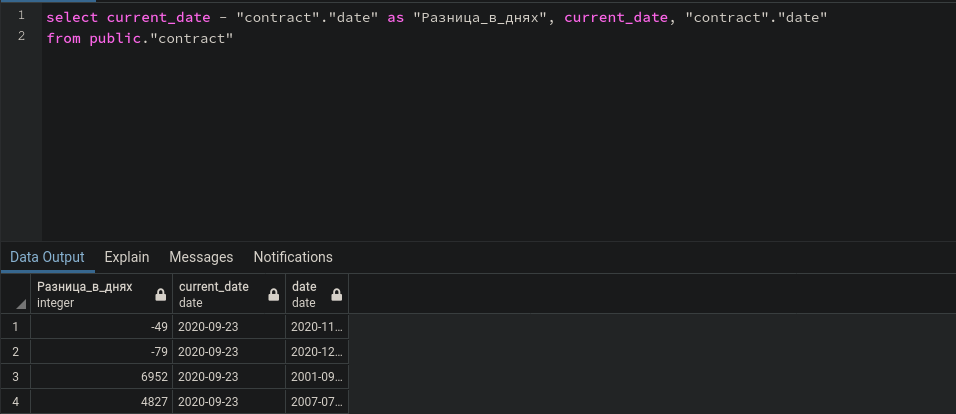 1 select current_date - "contract"."date" as "Разница_в_днях", current_date, "contract"."date"
2 from public."contract"
Data Output Explain Messages Notifications
Разница_в_днях current_date date
integer date date
1 -49 2020-09-23 2020-11...
2 -79 2020-09-23 2020-12...
3 6952 2020-09-23 2001-09...
4 4827 2020-09-23 2007-07...